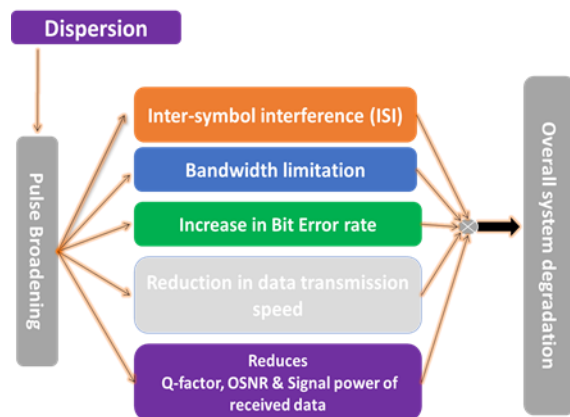 Dispersion
Pulse Broadening
Inter-symbol interference (ISI)
Bandwidth limitation
Increase in Bit Error rate
Reduction in data transmission
speed
Reduces
Q-factor, OSNR & Signal power of
received data
Overall system degradation